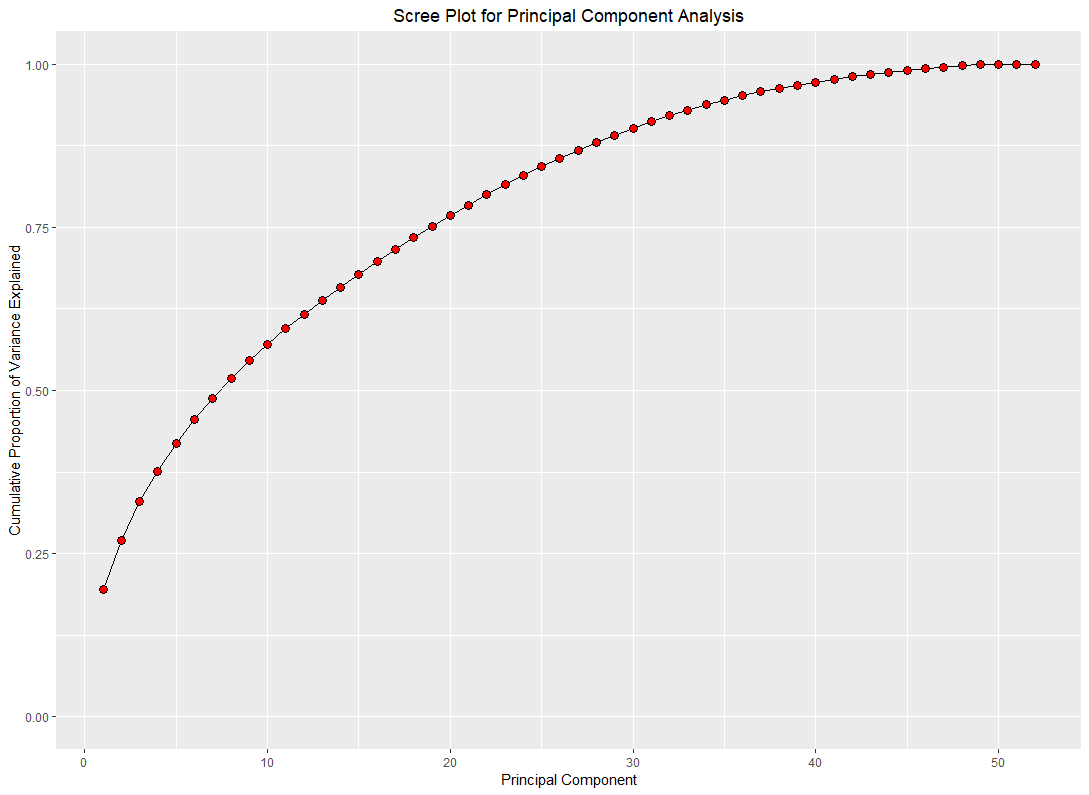 Scree Plot for Principal Component Analysis
Cumulative Proportion of Variance Explained
1.00
0.75
0.50
0.25
0.00
0 10 20 30 40 50
Principal Component